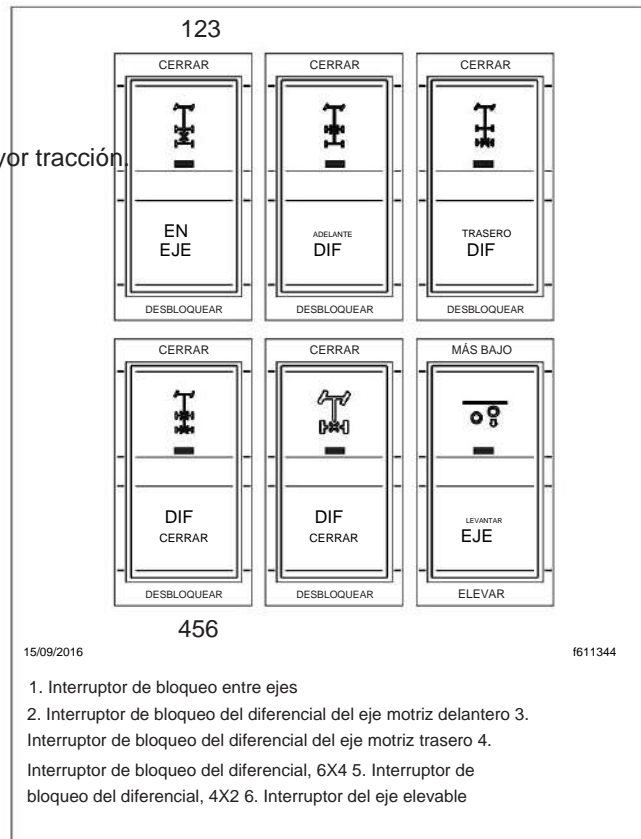 123
CERRAR CERRAR CERRAR
yor tracción.
EN EJE
ADELANTE DIF
TRASERO DIF
DESBLOQUEAR DESBLOQUEAR DESBLOQUEAR
CERRAR CERRAR MÁS BAJO
DIF CERRAR
DIF CERRAR
LEVANTAR EJE
DESBLOQUEAR DESBLOQUEAR ELEVAR
456
15/09/2016 f611344
1. Interruptor de bloqueo entre ejes
2. Interruptor de bloqueo del diferencial del eje motriz delantero 3.
Interruptor de bloqueo del diferencial del eje motriz trasero 4.
Interruptor de bloqueo del diferencial, 6X4 5. Interruptor de
bloqueo del diferencial, 4X2 6. Interruptor del eje elevable